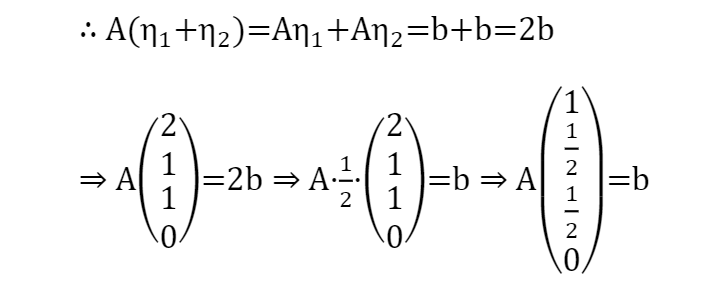 ∴ A(η₁+η₂)=Aη₁+Aη₂=b+b=2b
⇒ A(2 1 1 0)=2b ⇒ A·1/2·(2 1 1 0)=b ⇒ A(1 1/2 1/2 0)=b